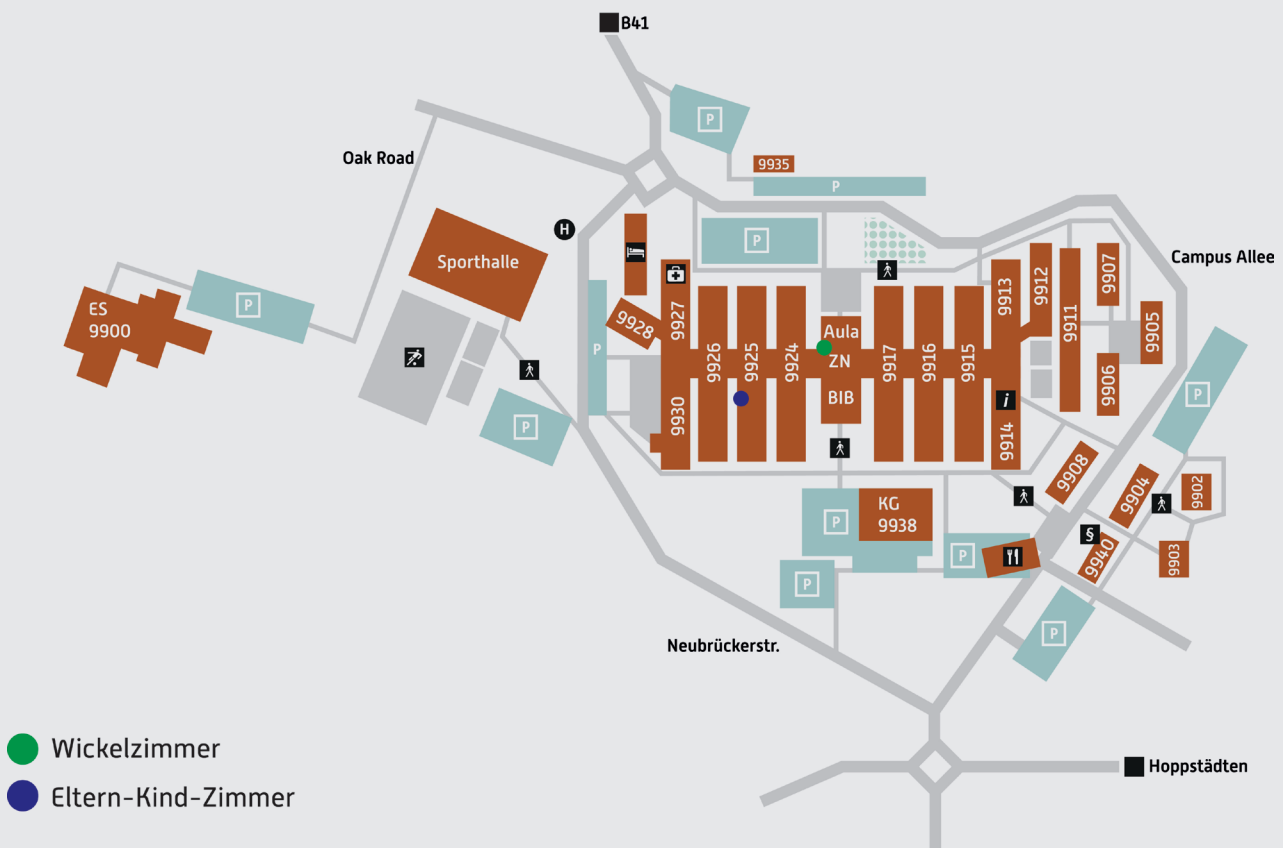 B41
P
9935
P
Oak Road
H
Sporthalle
P
Campus Allee
ES
9900
P
9928
9927
9926
9925
9924
Aula
ZN
BIB
9917
9916
9915
9913
9912
9911
9907
9905
9906
P
P
P
9930
i
9914
9908
9904
9902
§
9940
9903
P
KG
9938
P
P
P
Neubrückerstr.
Wickelzimmer
Eltern-Kind-Zimmer
Hoppstädten